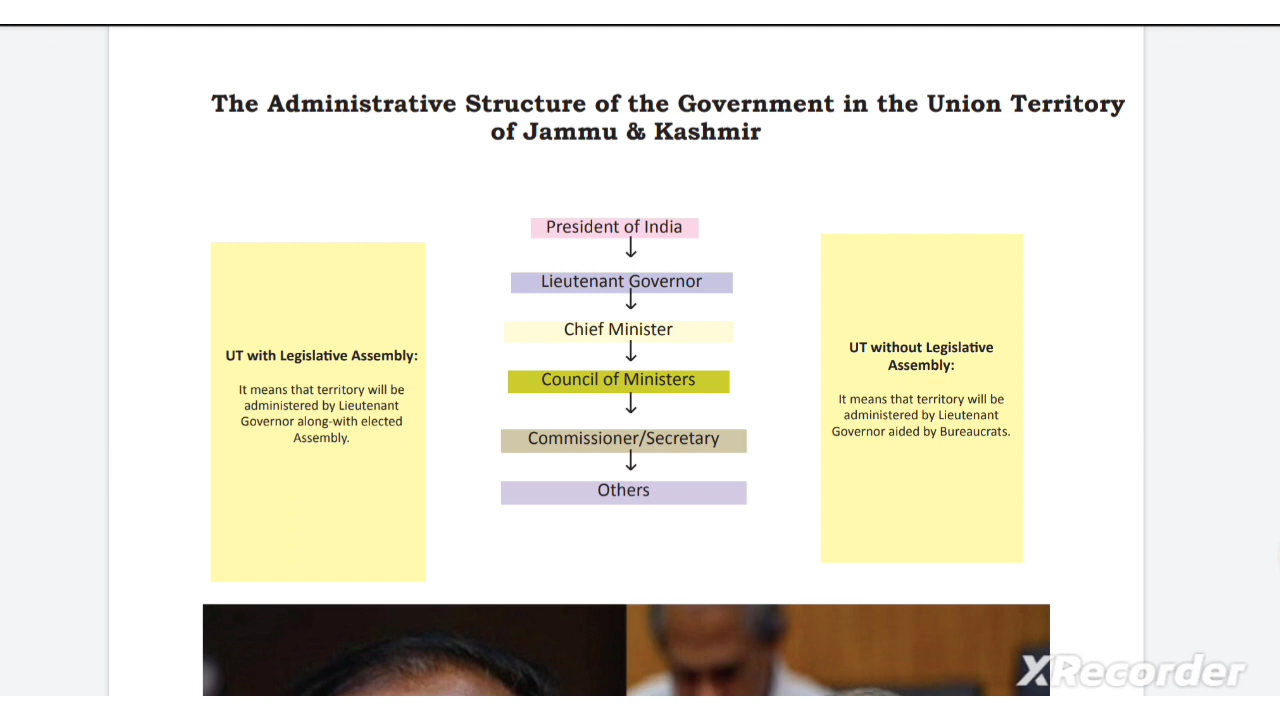 The Administrative Structure of the Government in the Union Territory
of Jammu & Kashmir
President of India
Lieutenant Governor
Chief Minister
Council of Ministers
Commissioner/Secretary
Others
UT with Legislative Assembly:
It means that territory will be
administered by Lieutenant
Governor along-with elected
Assembly.
UT without Legislative
Assembly:
It means that territory will be
administered by Lieutenant
Governor aided by Bureaucrats.
XRecorder